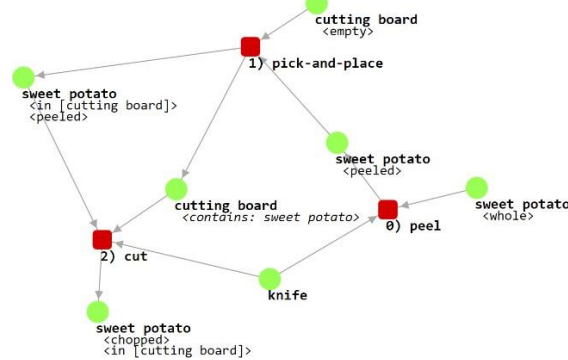 cutting board
<empty>
1) pick-and-place
sweet potato
<in [cutting board]>
<peeled>
sweet potato
<peeled>
cutting board
<contains: sweet potato>
sweet potato
<whole>
0) peel
2) cut
knife
sweet potato
<chopped>
<in [cutting board]>